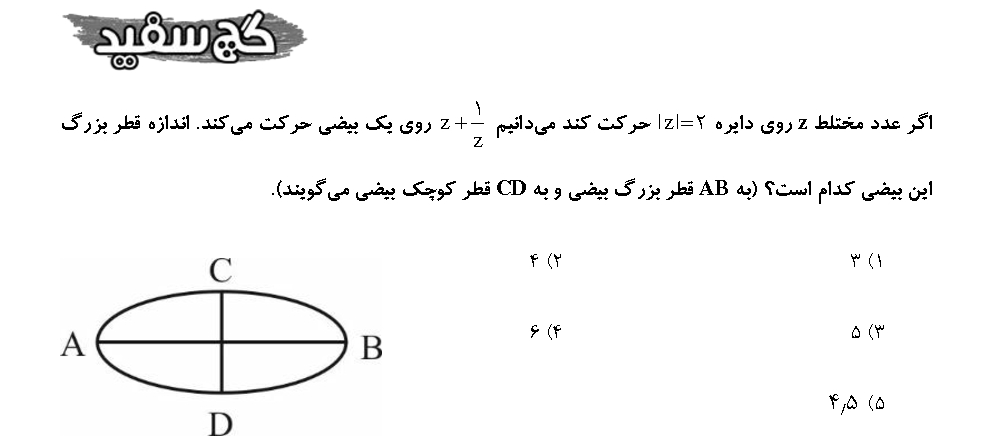 گچ سفید
اگر عدد مختلط z روی دایره |z|=۲ حرکت کند می‌دانیم z+۱/z روی یک بیضی حرکت می‌کند. اندازه قطر بزرگ
این بیضی کدام است؟ (به AB قطر بزرگ بیضی و به CD قطر کوچک بیضی می‌گویند).
۱) ۳ ۲) ۴
۳) ۵ ۴) ۶
۵) ۴٫۵
C
A B
D